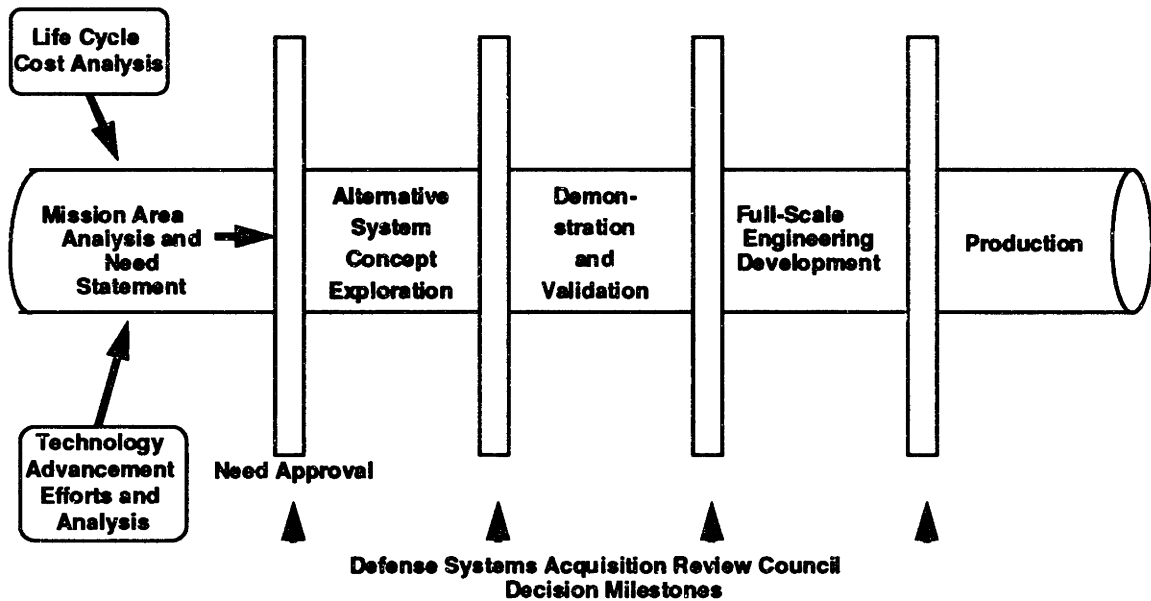 Life Cycle
Cost Analysis
Mission Area
Analysis and
Need
Statement
Alternative
System
Concept
Exploration
Demon-
stration
and
Validation
Full-Scale
Engineering
Development
Production
Technology
Advancement
Efforts and
Analysis
Need Approval
Defense Systems Acquisition Review Council
Decision Milestones